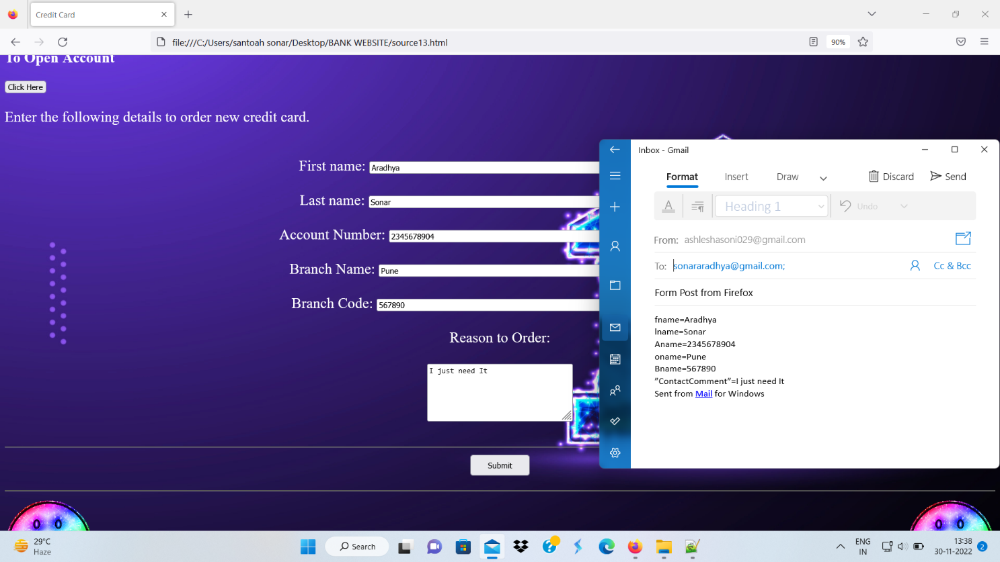 Credit Card
file:///C:/Users/santoah sonar/Desktop/BANK WEBSITE/source13.html
90%
To Open Account
Click Here
Enter the following details to order new credit card.
First name: Aradhya
Last name: Sonar
Account Number: 2345678904
Branch Name: Pune
Branch Code: 567890
Reason to Order:
I just need It
Submit
Inbox - Gmail
Format Insert Draw Discard Send
A Heading 1 Undo
From: ashleshasoni029@gmail.com
To: sonararadhya@gmail.com; Cc & Bcc
Form Post from Firefox
fname=Aradhya
lname=Sonar
Aname=2345678904
oname=Pune
Bname=567890
"ContactComment"=I just need It
Sent from Mail for Windows
29°C
Haze
Search
ENG
IN
13:38
30-11-2022
2